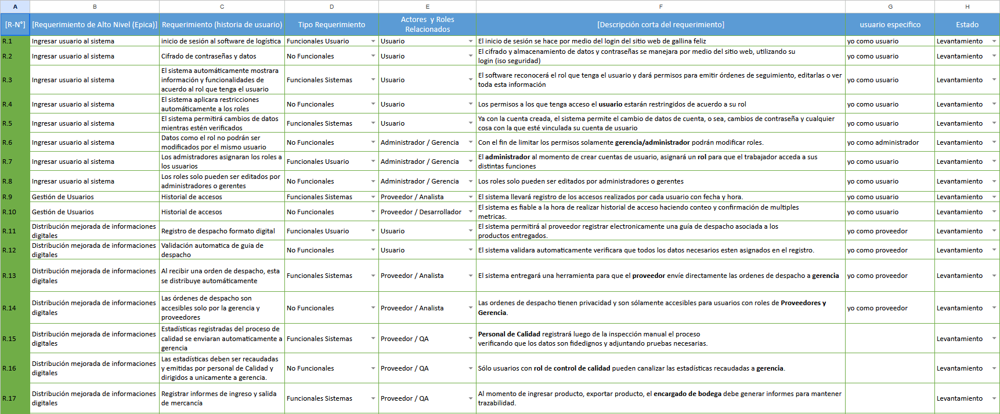 A B C D E F G H
[R-N°] [Requerimiento de Alto Nivel (Epica)] Requerimiento (historia de usuario) Tipo Requerimiento Actores y Roles Relacionados [Descripción corta del requerimiento] usuario especifico Estado
R.1 Ingresar usuario al sistema inicio de sesión al software de logística Funcionales Usuario Usuario El inicio de sesión se hace por medio del login del sitio web de gallina feliz yo como usuario Levantamiento
R.2 Ingresar usuario al sistema Cifrado de contraseñas y datos No Funcionales Usuario El cifrado y almacenamiento de datos y contraseñas se manejara por medio del sitio web, utilizando su login (iso seguridad) yo como usuario Levantamiento
R.3 Ingresar usuario al sistema El sistema automáticamente mostrara información y funcionalidades de acuerdo al rol que tenga el usuario Funcionales Sistemas Usuario El software reconocerá el rol que tenga el usuario y dará permisos para emitir órdenes de seguimiento, editarlas o ver toda esta información yo como usuario Levantamiento
R.4 Ingresar usuario al sistema El sistema aplicara restricciones automáticamente a los roles No Funcionales Usuario Los permisos a los que tenga acceso el usuario estarán restringidos de acuerdo a su rol yo como usuario Levantamiento
R.5 Ingresar usuario al sistema El sistema permitirá cambios de datos mientras estén verificados Funcionales Sistemas Usuario Ya con la cuenta creada, el sistema permite el cambio de datos de cuenta, o sea, cambios de contraseña y cualquier cosa con la que esté vinculada su cuenta de usuario yo como usuario Levantamiento
R.6 Ingresar usuario al sistema Datos como el rol no podrán ser modificados por el mismo usuario No Funcionales Administrador / Gerencia Con el fin de limitar los permisos solamente gerencia/administrador podrán modificar roles. yo como administrador Levantamiento
R.7 Ingresar usuario al sistema Los admistradores asignaran los roles a los usuarios Funcionales Usuario Administrador / Gerencia El administrador al momento de crear cuentas de usuario, asignará un rol para que el trabajador acceda a sus distintas funciones yo como usuario Levantamiento
R.8 Ingresar usuario al sistema Los roles solo pueden ser editados por administradores o gerentes No Funcionales Administrador / Gerencia Los roles solo pueden ser editados por administradores o gerentes yo como usuario Levantamiento
R.9 Gestión de Usuarios Historial de accesos Funcionales Sistemas Proveedor / Analista El sistema llevará registro de los accesos realizados por cada usuario con fecha y hora. yo como usuario Levantamiento
R.10 Gestión de Usuarios Historial de accesos No Funcionales Proveedor / Desarrollador El sistema es fiable a la hora de realizar historial de acceso haciendo conteo y confirmación de multiples metricas. yo como usuario Levantamiento
R.11 Distribución mejorada de informaciones digitales Registro de despacho formato digital Funcionales Usuario Usuario El sistema permitirá al proveedor registrar electronicamente una guía de despacho asociada a los productos entregados. yo como proveedor Levantamiento
R.12 Distribución mejorada de informaciones digitales Validación automatica de guia de despacho No Funcionales Usuario El sistema validara automaticamente verificara que todos los datos necesarios esten asignados en el registro. yo como proveedor Levantamiento
R.13 Distribución mejorada de informaciones digitales Al recibir una orden de despacho, esta se distribuye automáticamente Funcionales Sistemas Proveedor / Analista El sistema entregará una herramienta para que el proveedor envíe directamente las ordenes de despacho a gerencia yo como proveedor Levantamiento
R.14 Distribución mejorada de informaciones digitales Las órdenes de despacho son accesibles solo por la gerencia y proveedores No Funcionales Proveedor / Analista Las ordenes de despacho tienen privacidad y son sólamente accesibles para usuarios con roles de Proveedores y Gerencia. yo como proveedor Levantamiento
R.15 Distribución mejorada de informaciones digitales Estadísticas registradas del proceso de calidad se enviaran automaticamente a gerencia Funcionales Sistemas Proveedor / QA Personal de Calidad registrará luego de la inspección manual el proceso verificando que los datos son fidedignos y adjuntando pruebas necesarias. Levantamiento
R.16 Distribución mejorada de informaciones digitales Las estadísticas deben ser recaudadas y emitidas por personal de Calidad y dirigidos a unicamente a gerencia. No Funcionales Proveedor / QA Sólo usuarios con rol de control de calidad pueden canalizar las estadísticas recaudadas a gerencia. Levantamiento
R.17 Distribución mejorada de informaciones digitales Registrar informes de ingreso y salida de mercancía Funcionales Sistemas Proveedor / QA Al momento de ingresar producto, exportar producto, el encargado de bodega debe generar informes para mantener trazabilidad. Levantamiento